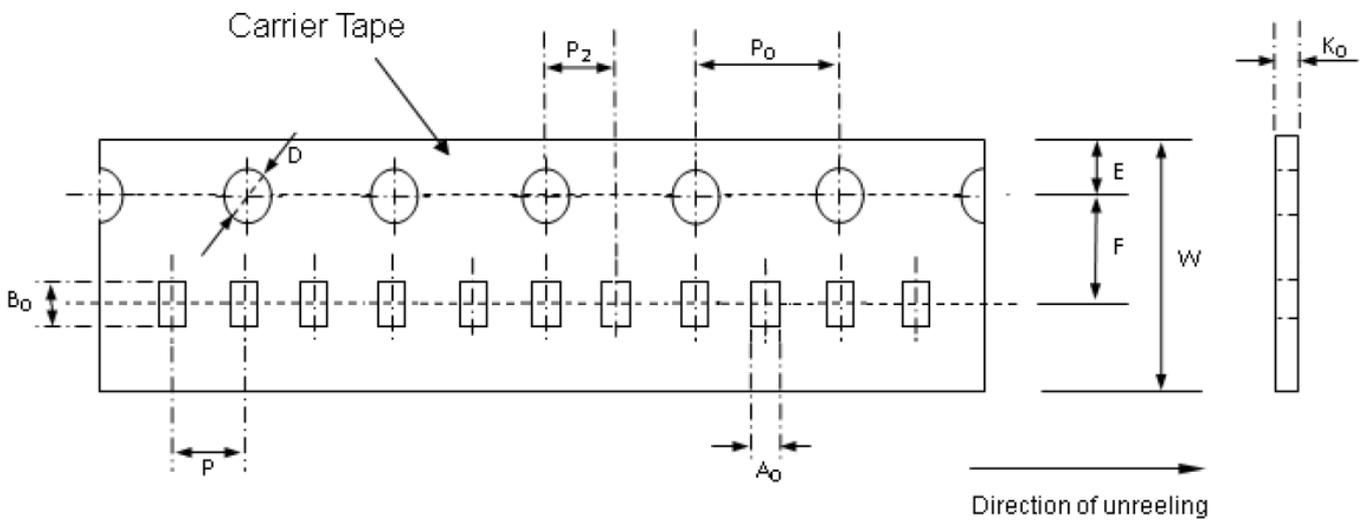 Carrier Tape
P2
P0
K0
D
E
F
W
B0
P
A0
Direction of unreeling